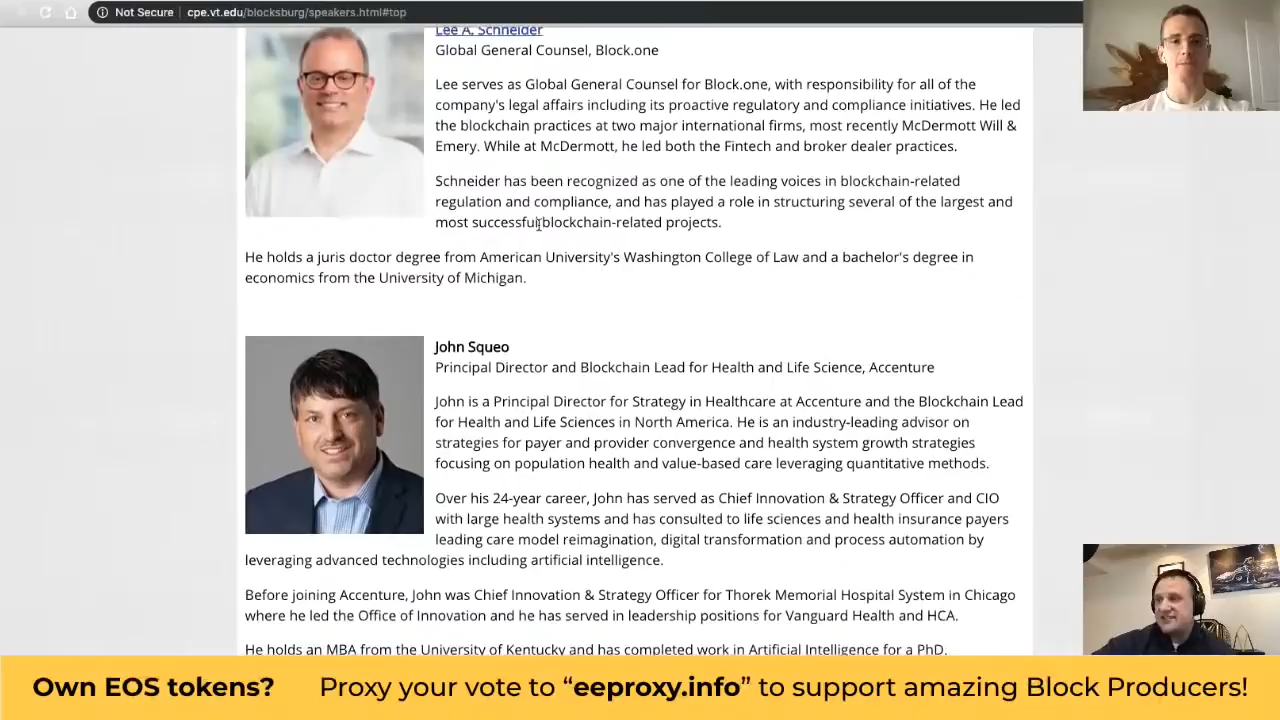 Not Secure | cpe.vt.edu/blocksburg/speakers.html#top
Lee A. Schneider
Global General Counsel, Block.one
Lee serves as Global General Counsel for Block.one, with responsibility for all of the
company's legal affairs including its proactive regulatory and compliance initiatives. He led
the blockchain practices at two major international firms, most recently McDermott Will &
Emery. While at McDermott, he led both the Fintech and broker dealer practices.
Schneider has been recognized as one of the leading voices in blockchain-related
regulation and compliance, and has played a role in structuring several of the largest and
most successful blockchain-related projects.
He holds a juris doctor degree from American University's Washington College of Law and a bachelor's degree in
economics from the University of Michigan.
John Squeo
Principal Director and Blockchain Lead for Health and Life Science, Accenture
John is a Principal Director for Strategy in Healthcare at Accenture and the Blockchain Lead
for Health and Life Sciences in North America. He is an industry-leading advisor on
strategies for payer and provider convergence and health system growth strategies
focusing on population health and value-based care leveraging quantitative methods.
Over his 24-year career, John has served as Chief Innovation & Strategy Officer and CIO
with large health systems and has consulted to life sciences and health insurance payers
leading care model reimagination, digital transformation and process automation by
leveraging advanced technologies including artificial intelligence.
Before joining Accenture, John was Chief Innovation & Strategy Officer for Thorek Memorial Hospital System in Chicago
where he led the Office of Innovation and he has served in leadership positions for Vanguard Health and HCA.
He holds an MBA from the University of Kentucky and has completed work in Artificial Intelligence for a PhD.
Own EOS tokens? Proxy your vote to “eeproxy.info” to support amazing Block Producers!